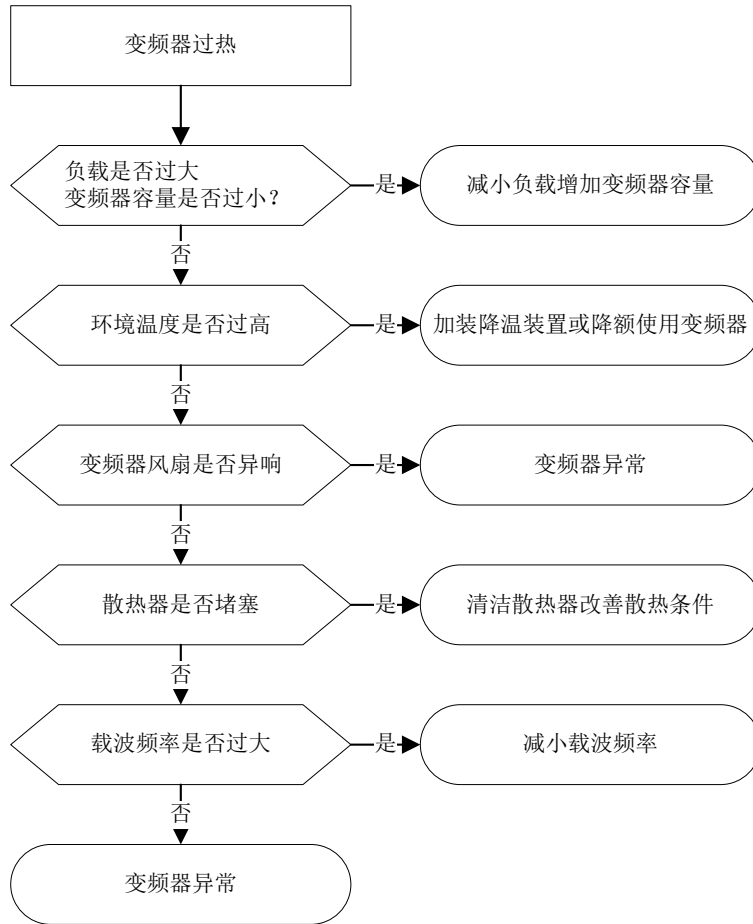 变频器过热
负载是否过大
变频器容量是否过小？
是
减小负载增加变频器容量
否
环境温度是否过高
是
加装降温装置或降额使用变频器
否
变频器风扇是否异响
是
变频器异常
否
散热器是否堵塞
是
清洁散热器改善散热条件
否
载波频率是否过大
是
减小载波频率
否
变频器异常